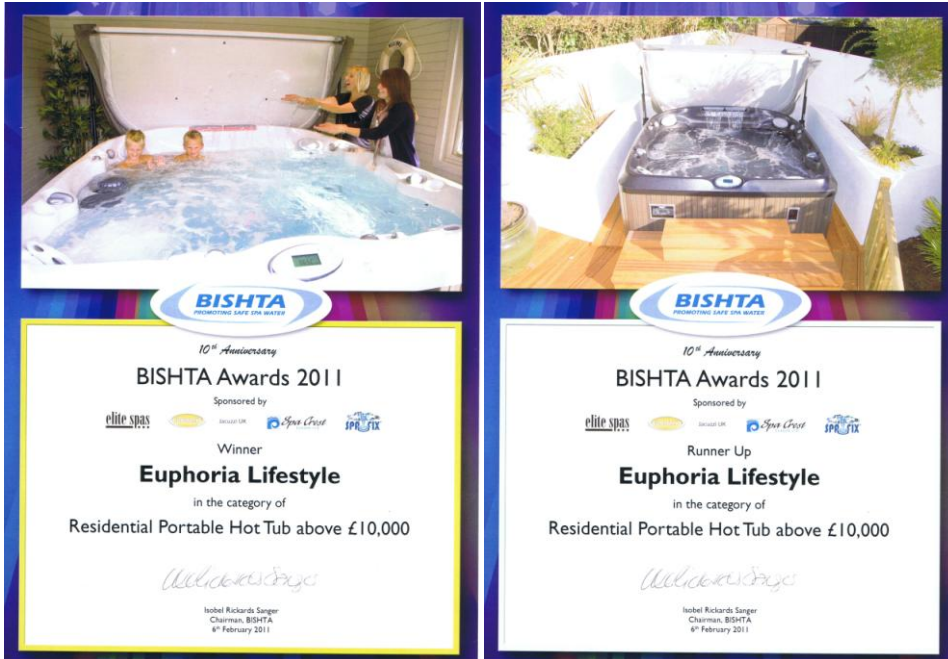 BISHTA
PROMOTING SAFE SPA WATER
10th Anniversary
BISHTA Awards 2011
Sponsored by
elite spas
Jacuzzi UK
Spa Crest
SPA FIX
Winner
Euphoria Lifestyle
in the category of
Residential Portable Hot Tub above £10,000
Isobel Rickards Sanger
Chairman, BISHTA
6th February 2011
BISHTA
PROMOTING SAFE SPA WATER
10th Anniversary
BISHTA Awards 2011
Sponsored by
elite spas
Jacuzzi UK
Spa Crest
Runner Up
Euphoria Lifestyle
in the category of
Residential Portable Hot Tub above £10,000
Isobel Rickards Sanger
Chairman, BISHTA
6th February 2011